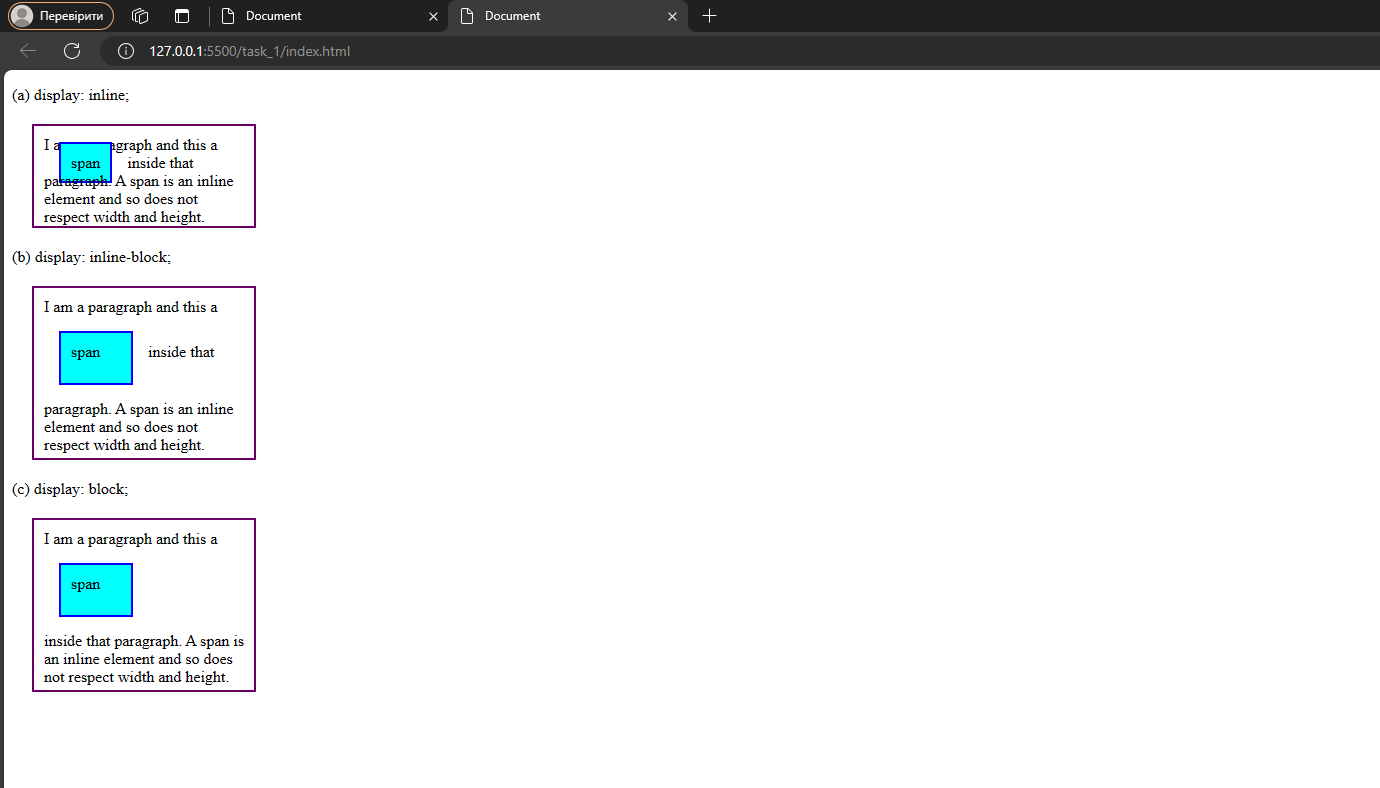 Перевірити
Document
Document
127.0.0.1:5500/task_1/index.html
(a) display: inline;
I a agraph and this a
span inside that
paragraph. A span is an inline
element and so does not
respect width and height.
(b) display: inline-block;
I am a paragraph and this a
span inside that
paragraph. A span is an inline
element and so does not
respect width and height.
(c) display: block;
I am a paragraph and this a
span
inside that paragraph. A span is
an inline element and so does
not respect width and height.